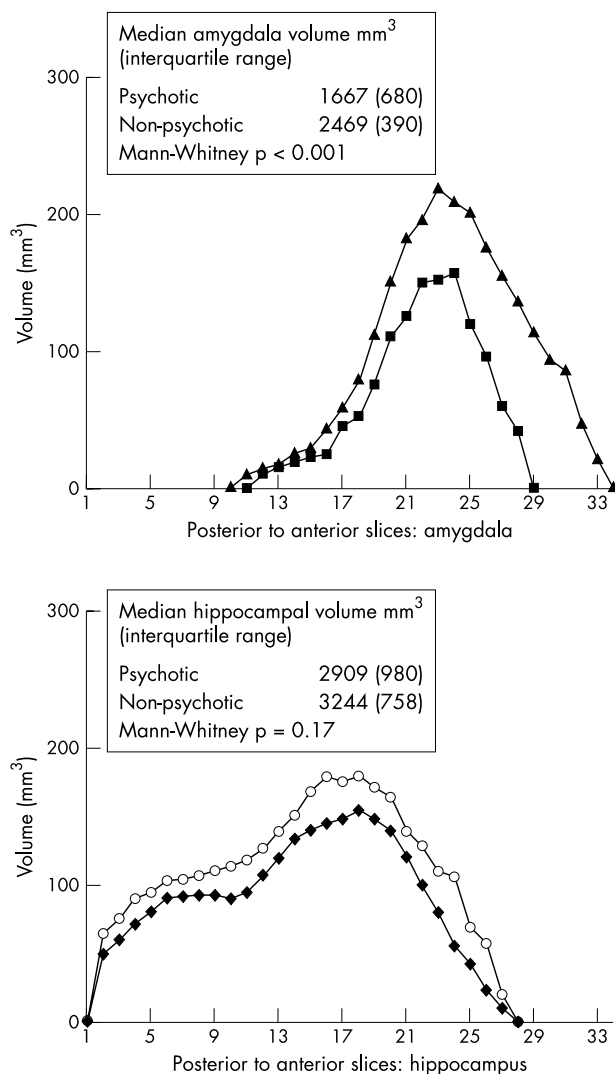 Median amygdala volume mm³
(interquartile range)
Psychotic 1667 (680)
Non-psychotic 2469 (390)
Mann-Whitney p < 0.001
300
200
100
0
Volume (mm³)
1 5 9 13 17 21 25 29 33
Posterior to anterior slices: amygdala
Median hippocampal volume mm³
(interquartile range)
Psychotic 2909 (980)
Non-psychotic 3244 (758)
Mann-Whitney p = 0.17
300
200
100
0
Volume (mm³)
1 5 9 13 17 21 25 29 33
Posterior to anterior slices: hippocampus